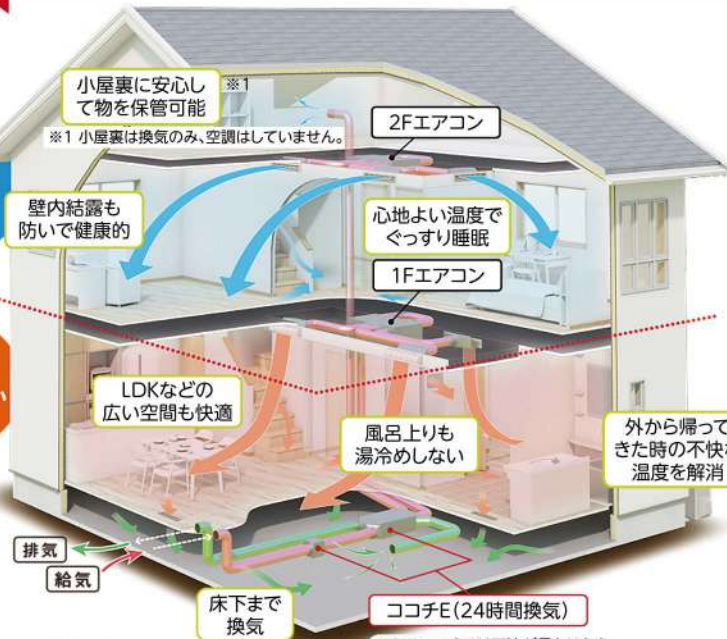 小屋裏に安心し
て物を保管可能
※1
※1 小屋裏は換気のみ、空調はしていません。
2Fエアコン
壁内結露も
防いで健康的
心地よい温度で
ぐっすり睡眠
1Fエアコン
LDKなどの
広い空間も快適
風呂上りも
湯冷めしない
外から帰って
きた時の不快な
温度を解消
排気
給気
床下まで
換気
ココチE(24時間換気)